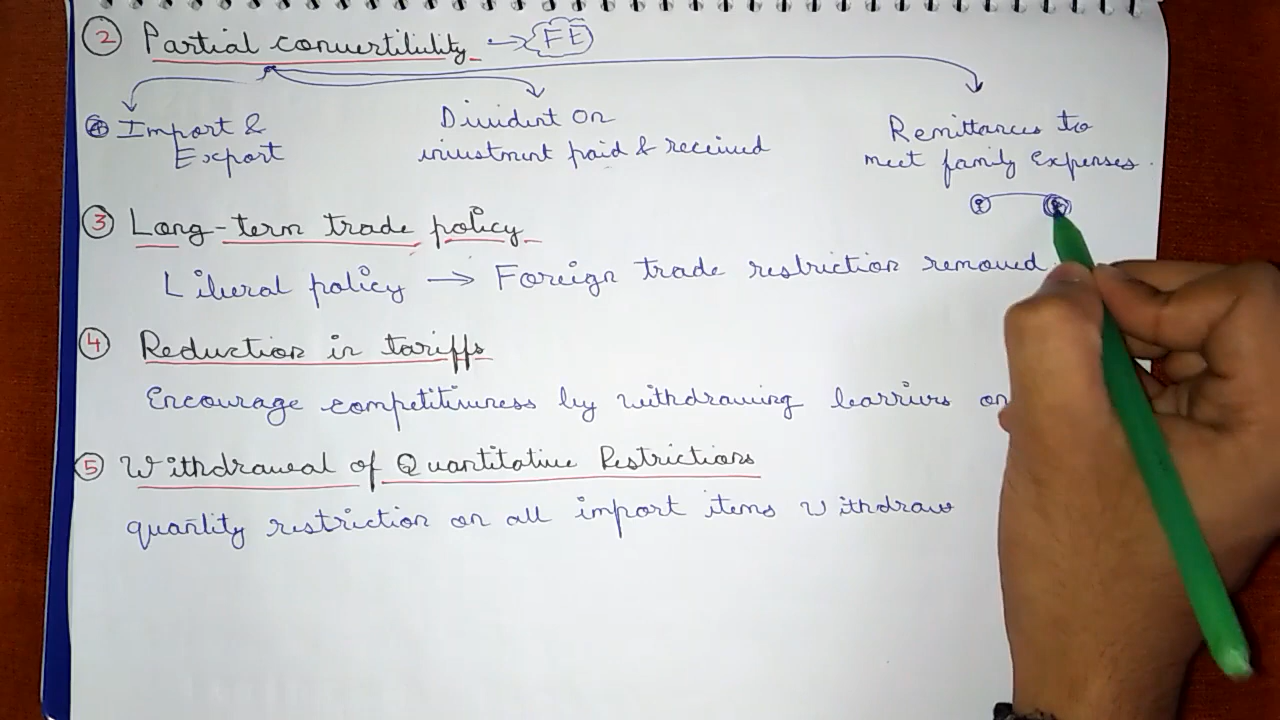 ② Partial convertilility → FE
Import &
Export
Divident on
investment paid & received
Remittances to
meet family expenses.
③ Long-term trade policy
Liberal policy → Foreign trade restriction removed.
④ Reduction in tariffs
Encourage competitiveness by withdrawing barriers on
⑤ Withdrawal of Quantitative Restrictions
quantity restriction on all import items withdraw